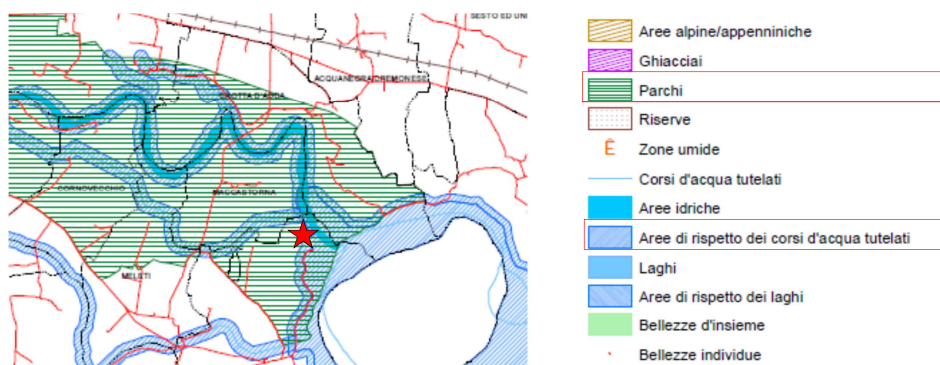 SESTO ED UNI
ACQUANEGRA CREMONESE
CROTTA D'ADDA
CORNOVECCHIO
MACCASTORNA
MELETI
Aree alpine/appenniniche
Ghiacciai
Parchi
Riserve
Ê Zone umide
Corsi d'acqua tutelati
Aree idriche
Aree di rispetto dei corsi d'acqua tutelati
Laghi
Aree di rispetto dei laghi
Bellezze d'insieme
Bellezze individue